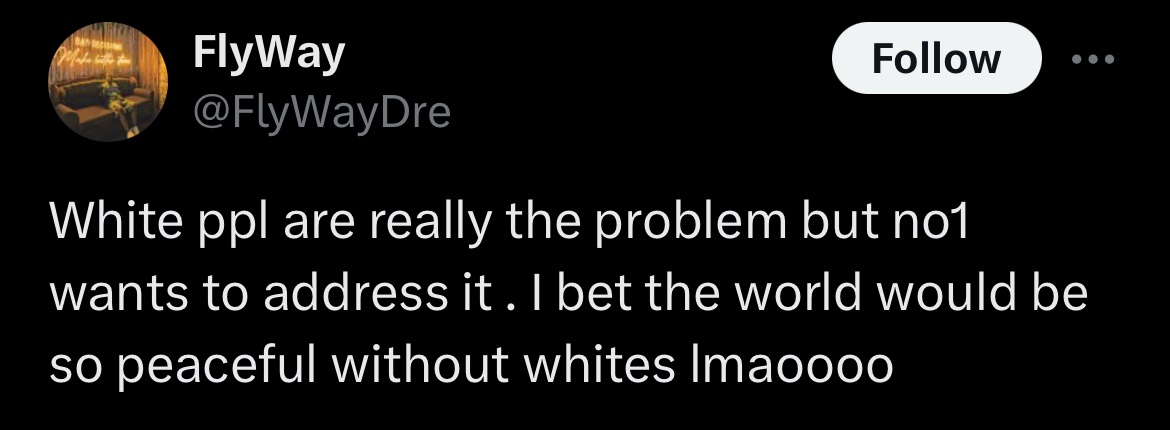 FlyWay
Follow
@FlyWayDre
White ppl are really the problem but no1
wants to address it . I bet the world would be
so peaceful without whites lmaoooo